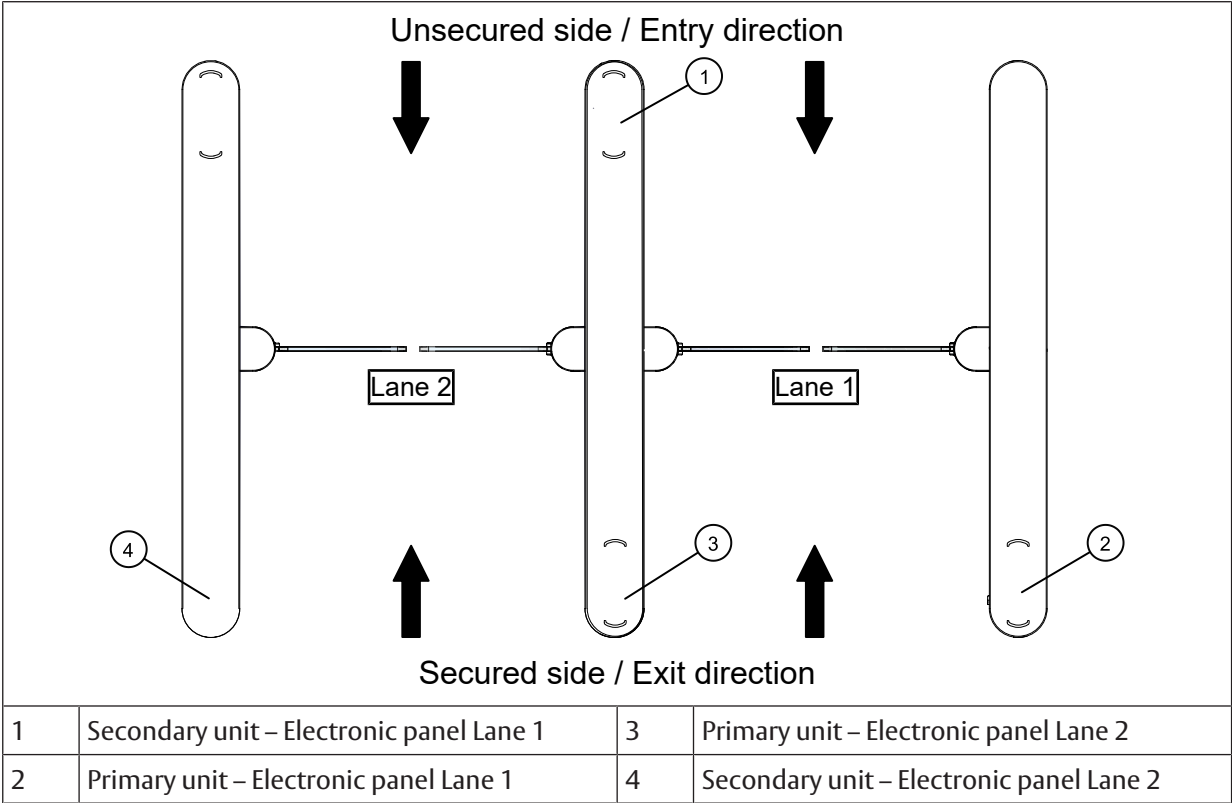 Unsecured side / Entry direction
1
Lane 2
Lane 1
4
3
2
Secured side / Exit direction
1 Secondary unit – Electronic panel Lane 1 3 Primary unit – Electronic panel Lane 2
2 Primary unit – Electronic panel Lane 1 4 Secondary unit – Electronic panel Lane 2